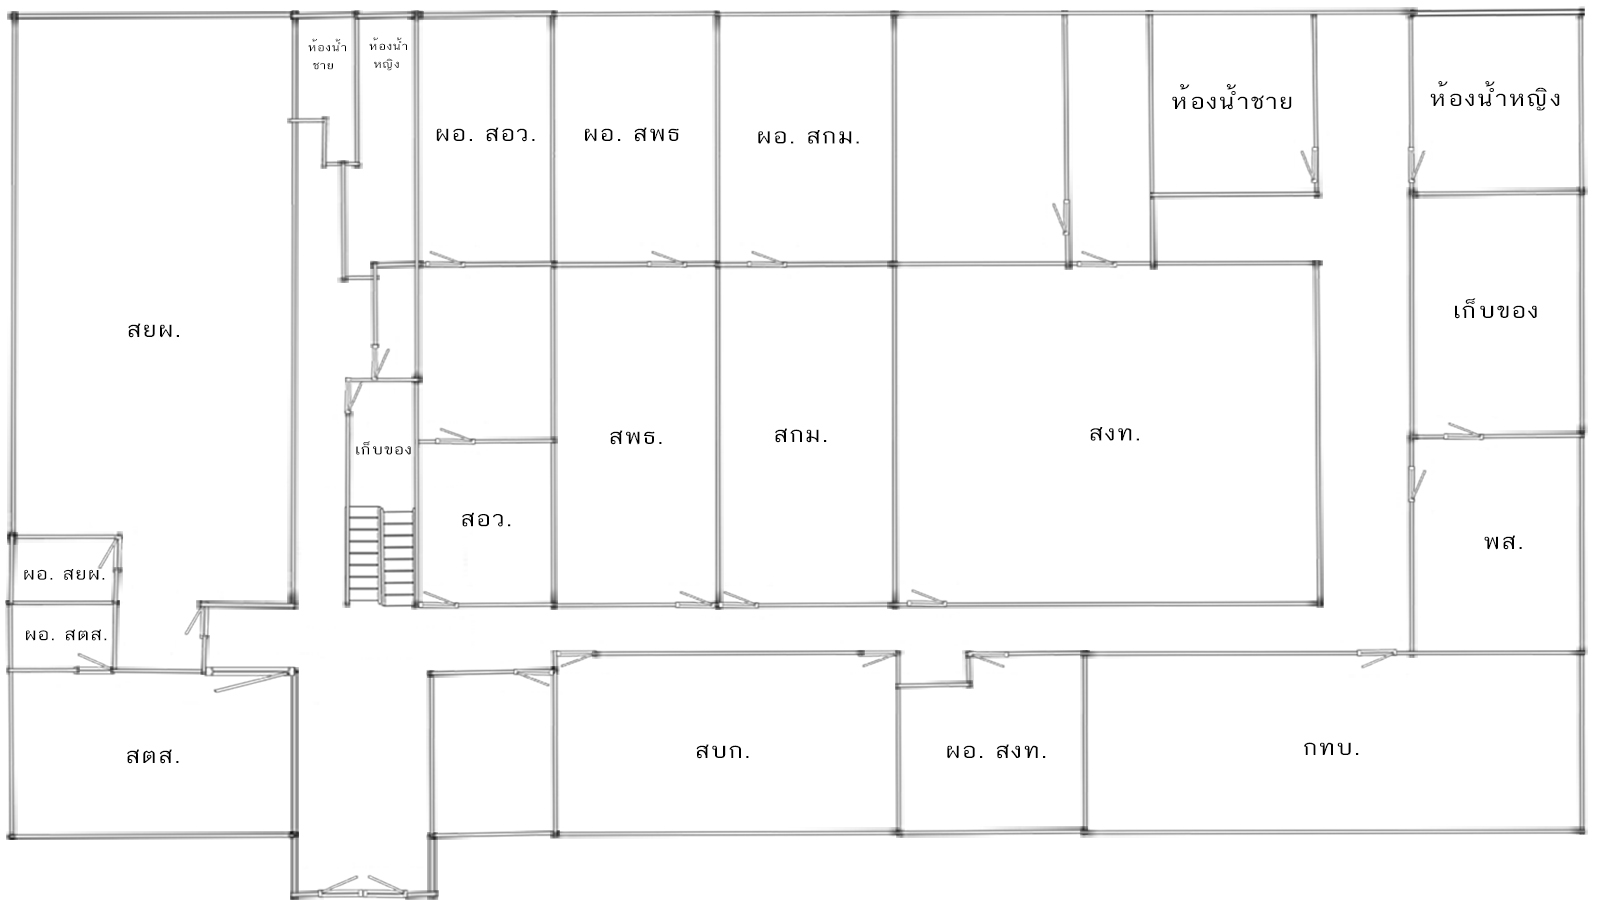 ห้องน้ำ
ชาย
ห้องน้ำ
หญิง
ผอ. สอว.
ผอ. สพธ
ผอ. สกม.
ห้องน้ำชาย
ห้องน้ำหญิง
สยผ.
เก็บของ
เก็บของ
สพธ.
สกม.
สงท.
สอว.
พส.
ผอ. สยผ.
ผอ. สตส.
สตส.
สบก.
ผอ. สงท.
กทบ.